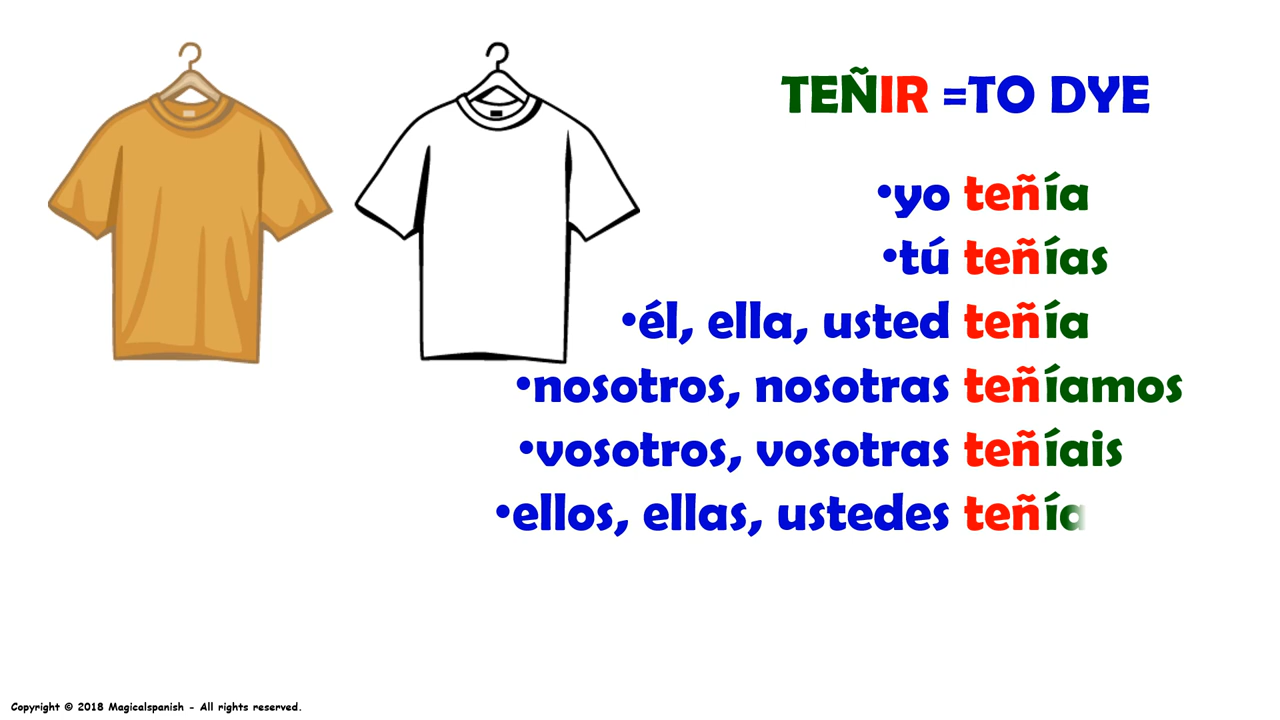 TEÑIR =TO DYE
•yo teñía
•tú teñías
•él, ella, usted teñía
•nosotros, nosotras teñíamos
•vosotros, vosotras teñíais
•ellos, ellas, ustedes teñía
Copyright © 2018 Magicalspanish - All rights reserved.